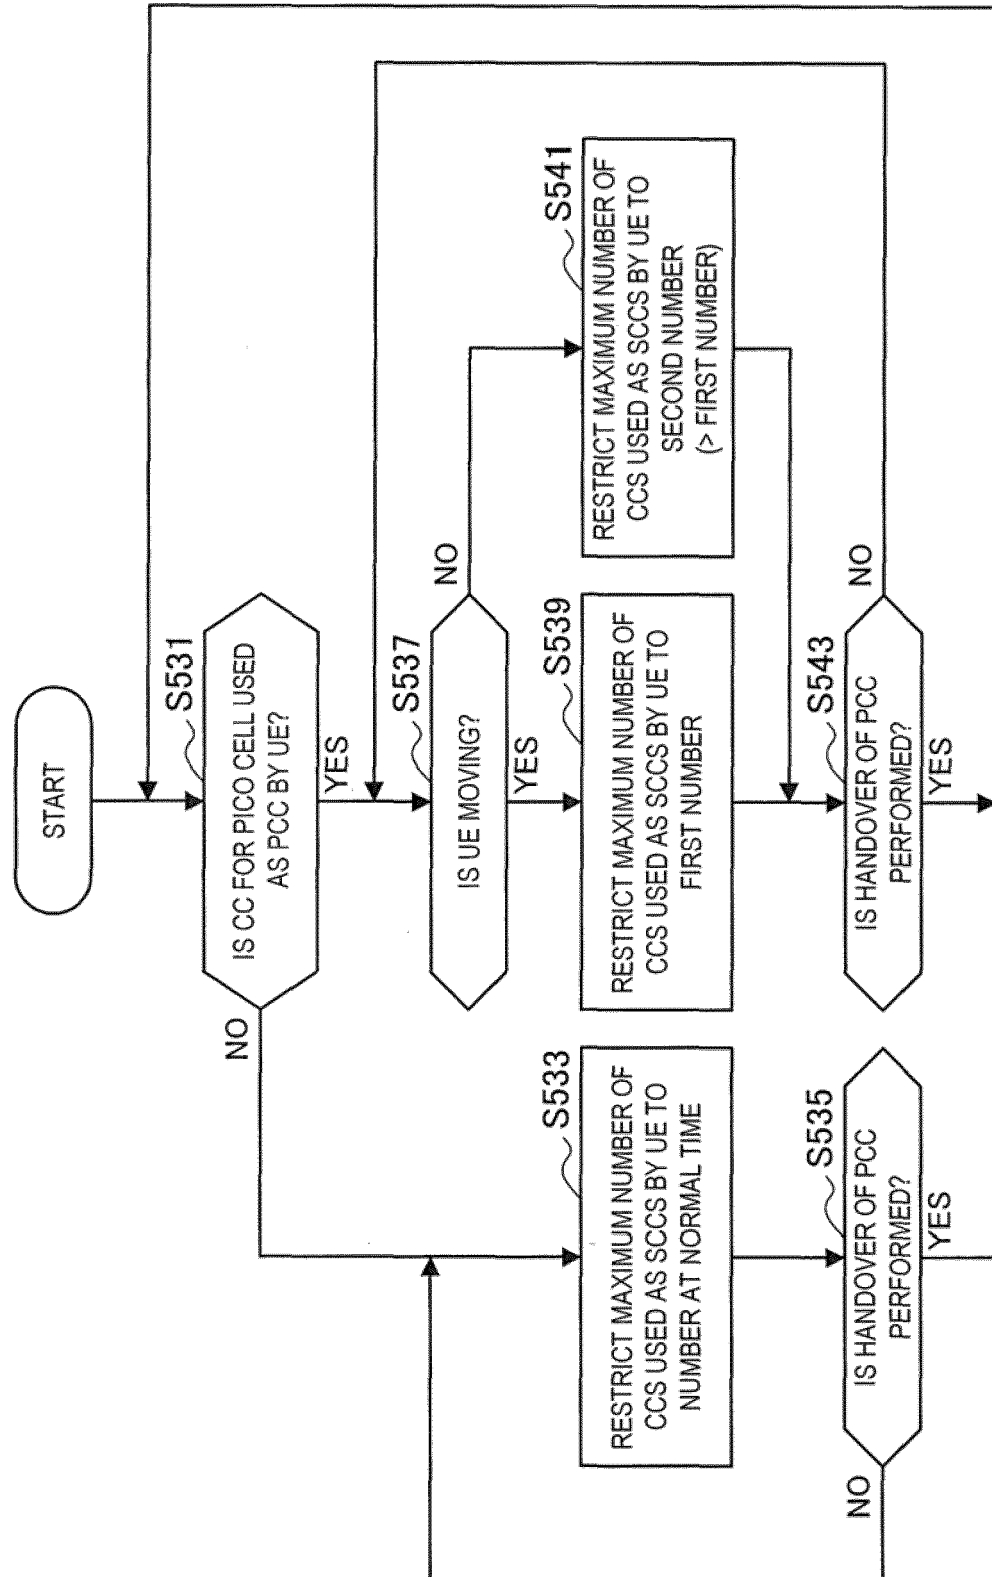 START
S531
IS CC FOR PICO CELL USED
AS PCC BY UE?
NO
YES
S537
IS UE MOVING?
NO
YES
S533
RESTRICT MAXIMUM NUMBER OF
CCS USED AS SCCS BY UE TO
NUMBER AT NORMAL TIME
S539
RESTRICT MAXIMUM NUMBER OF
CCS USED AS SCCS BY UE TO
FIRST NUMBER
S541
RESTRICT MAXIMUM NUMBER OF
CCS USED AS SCCS BY UE TO
SECOND NUMBER
(> FIRST NUMBER)
S535
IS HANDOVER OF PCC
PERFORMED?
NO
YES
S543
IS HANDOVER OF PCC
PERFORMED?
NO
YES